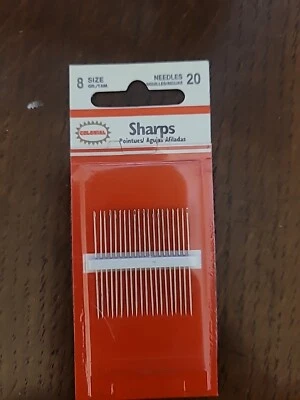 8 SIZE
NEEDLES 20
COLONIAL
Sharps
Pointues/ Agujas Afiladas